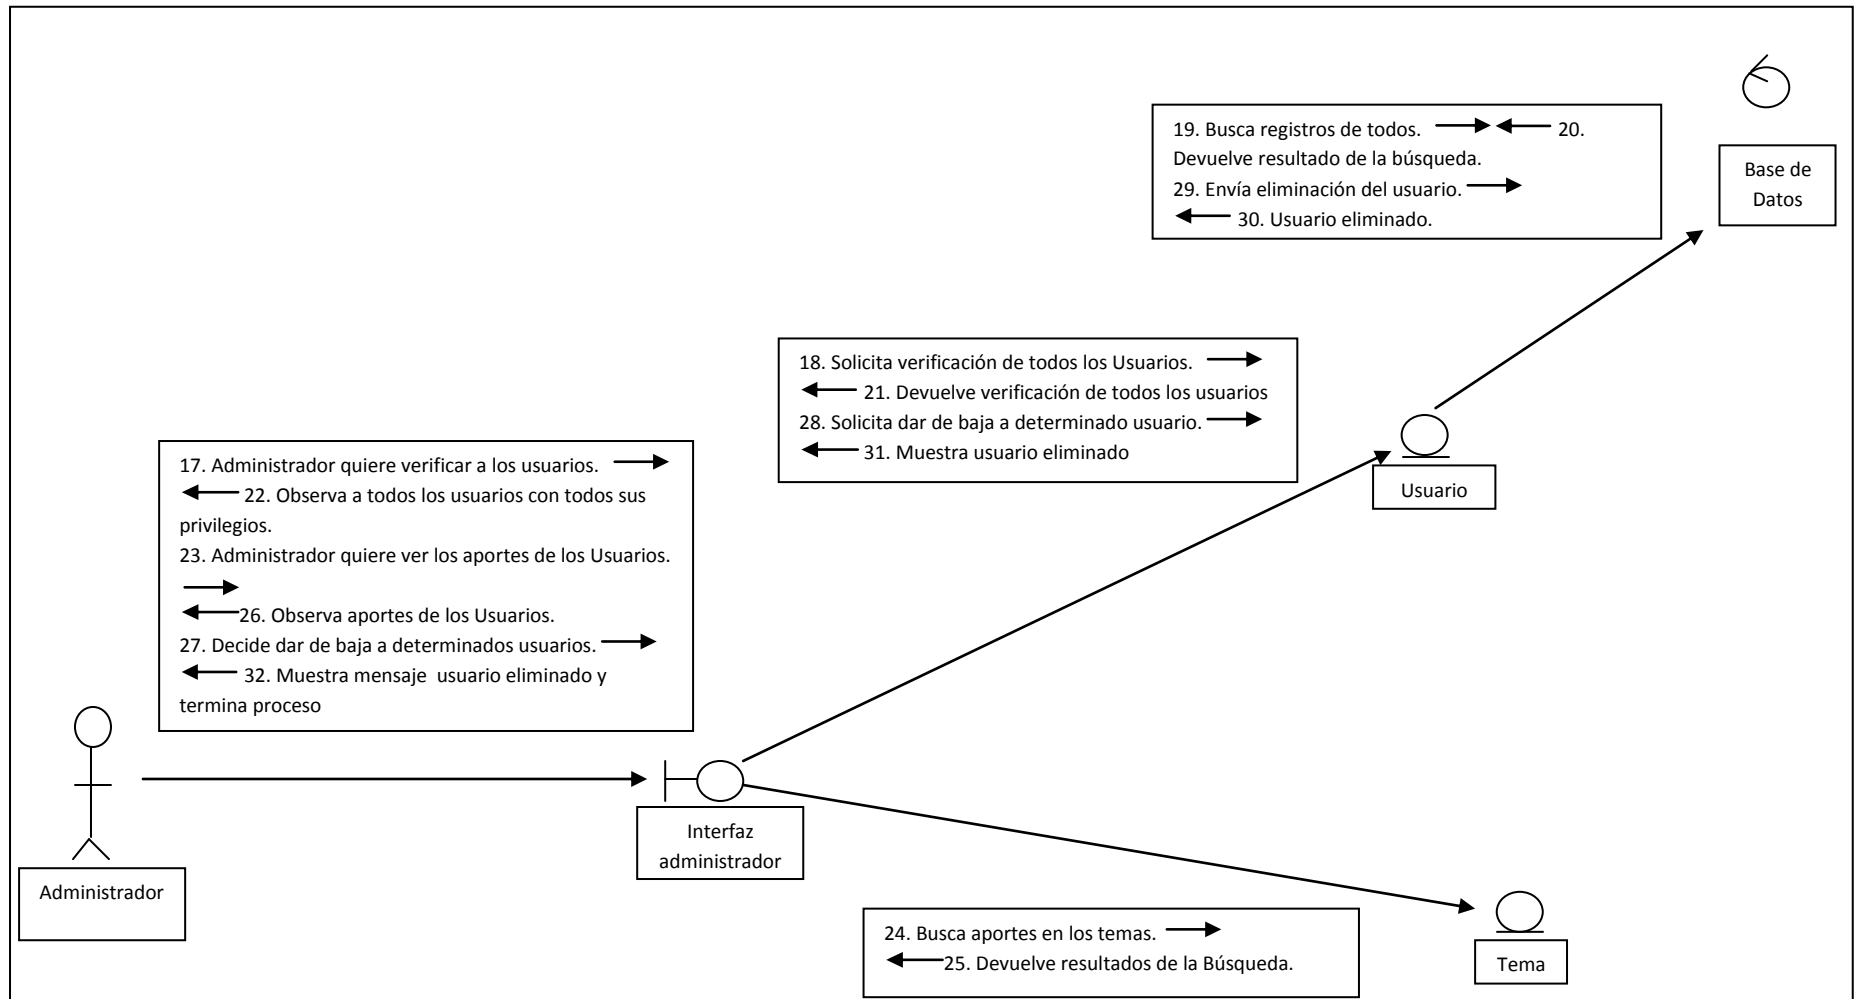 19. Busca registros de todos. 20.
Devuelve resultado de la búsqueda.
29. Envía eliminación del usuario.
30. Usuario eliminado.
Base de
Datos
18. Solicita verificación de todos los Usuarios.
21. Devuelve verificación de todos los usuarios
28. Solicita dar de baja a determinado usuario.
31. Muestra usuario eliminado
Usuario
17. Administrador quiere verificar a los usuarios.
22. Observa a todos los usuarios con todos sus
privilegios.
23. Administrador quiere ver los aportes de los Usuarios.
26. Observa aportes de los Usuarios.
27. Decide dar de baja a determinados usuarios.
32. Muestra mensaje usuario eliminado y
termina proceso
Interfaz
administrador
Administrador
24. Busca aportes en los temas.
25. Devuelve resultados de la Búsqueda.
Tema